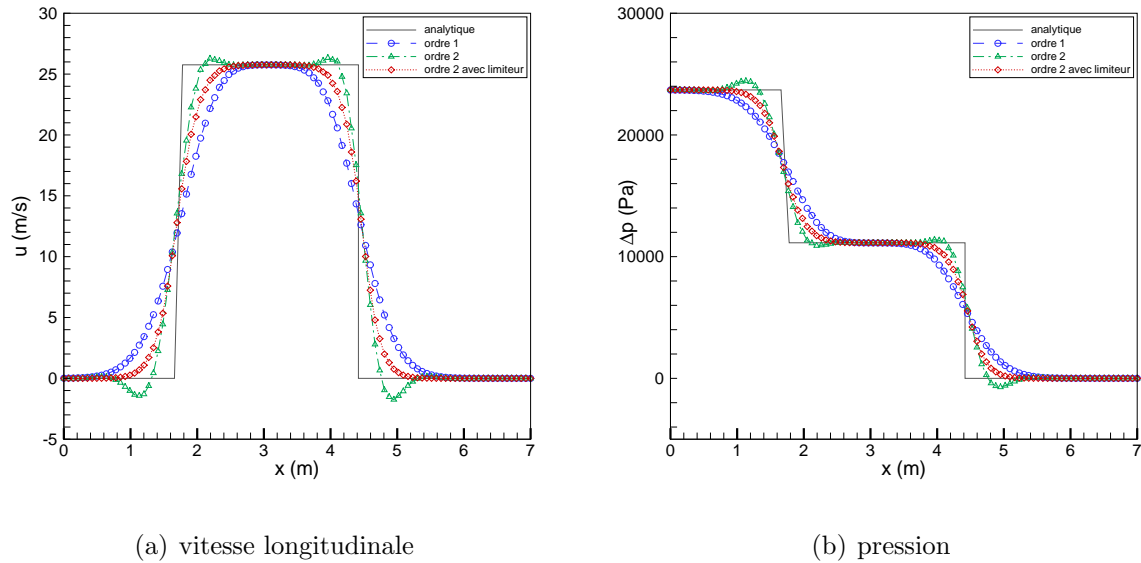 analytique
ordre 1
ordre 2
ordre 2 avec limiteur
30
25
20
15
10
5
0
-5
u (m/s)
0 1 2 3 4 5 6 7
x (m)
(a) vitesse longitudinale
analytique
ordre 1
ordre 2
ordre 2 avec limiteur
30000
20000
10000
0
Δp (Pa)
0 1 2 3 4 5 6 7
x (m)
(b) pression